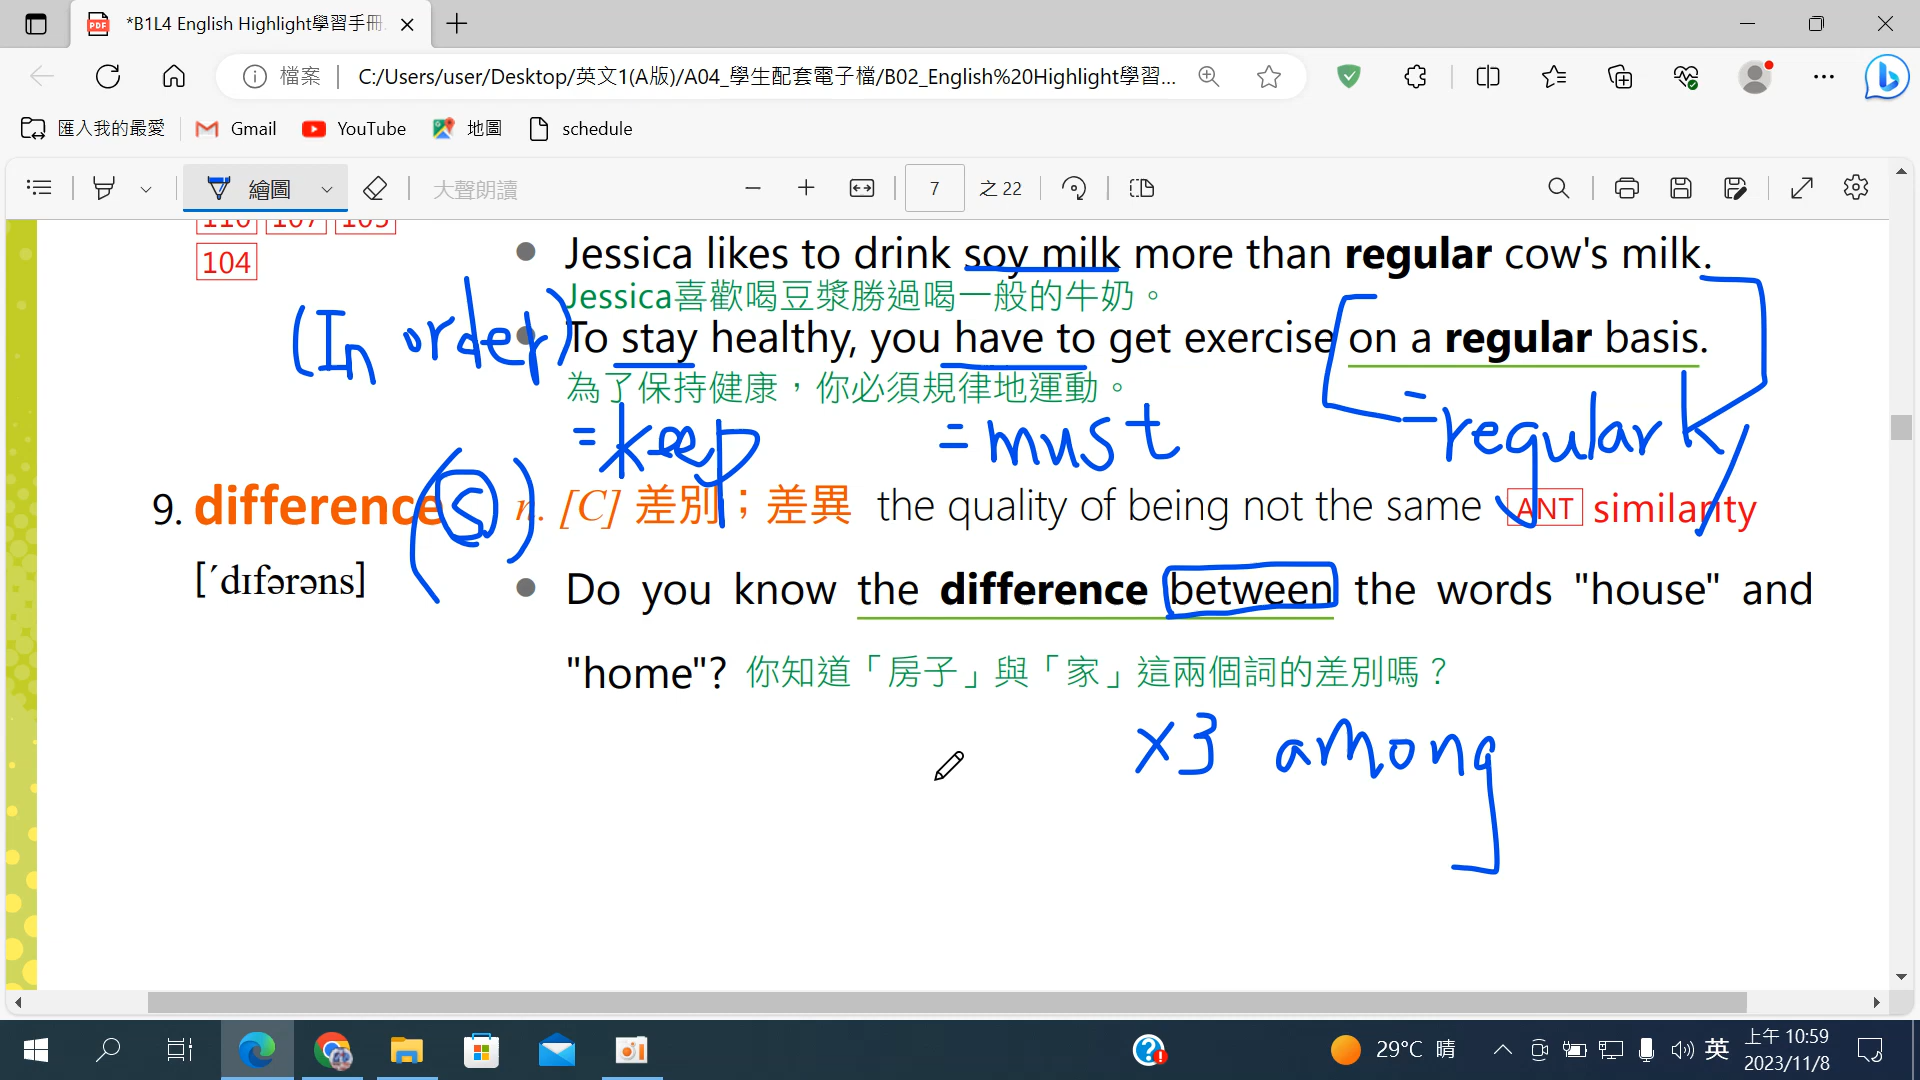 *B1L4 English Highlight學習手冊
檔案 C:/Users/user/Desktop/英文1(A版)/A04_學生配套電子檔/B02_English%20Highlight學習...
匯入我的最愛 Gmail YouTube 地圖 schedule
繪圖 大聲朗讀 7 之 22
110 107 105
104
Jessica likes to drink soy milk more than regular cow's milk.
Jessica喜歡喝豆漿勝過喝一般的牛奶。
(In order) To stay healthy, you have to get exercise on a regular basis.
為了保持健康，你必須規律地運動。
=keep =must =regularly
9. difference (s) n. [C] 差別；差異 the quality of being not the same ANT similarity
[ˊdɪfərəns]
Do you know the difference between the words "house" and
"home"? 你知道「房子」與「家」這兩個詞的差別嗎？
x3 among
29°C 晴 英 上午 10:59
2023/11/8